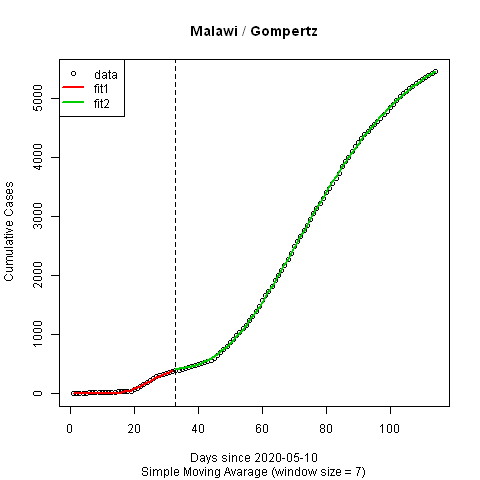 Malawi / Gompertz
data
fit1
fit2
Cumulative Cases
0 1000 2000 3000 4000 5000
0 20 40 60 80 100
Days since 2020-05-10
Simple Moving Avarage (window size = 7)